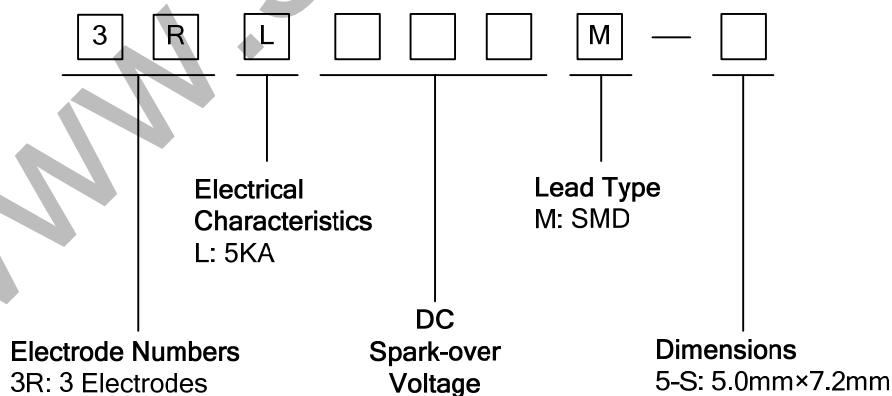 3 R L M —
Electrical
Characteristics
L: 5KA
Lead Type
M: SMD
DC
Spark-over
Voltage
Electrode Numbers
3R: 3 Electrodes
Dimensions
5-S: 5.0mm×7.2mm